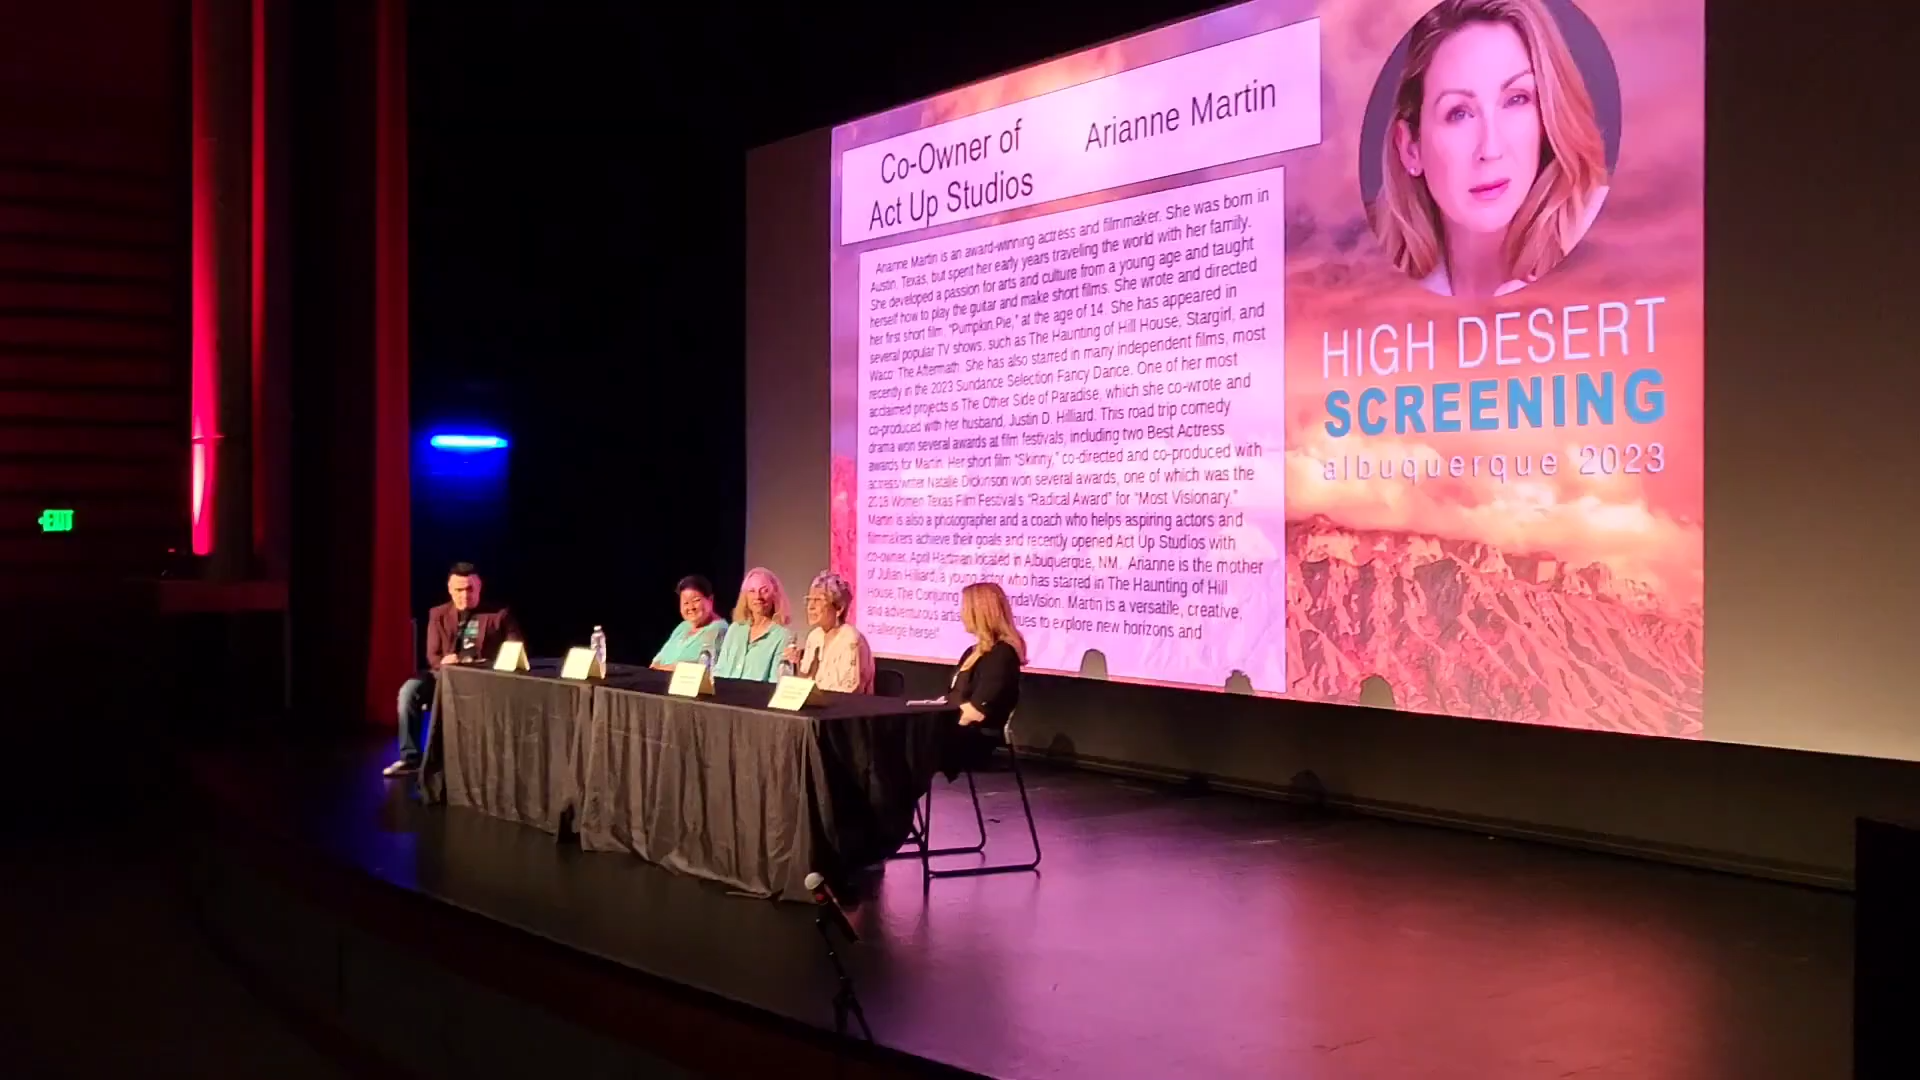 Co-Owner of
Act Up Studios
Arianne Martin
Arianne Martin is an award-winning actress and filmmaker. She was born in
Austin, Texas, but spent her early years traveling the world with her family.
She developed a passion for arts and culture from a young age and taught
herself how to play the guitar and make short films. She wrote and directed
her first short film, "Pumpkin Pie," at the age of 14. She has appeared in
several popular TV shows, such as The Haunting of Hill House, Stargirl, and
Waco: The Aftermath. She has also starred in many independent films, most
recently in the 2023 Sundance Selection Fancy Dance. One of her most
acclaimed projects is The Other Side of Paradise, which she co-wrote and
co-produced with her husband, Justin D. Hilliard. This road trip comedy
drama won several awards at film festivals, including two Best Actress
awards for Martin. Her short film "Skinny," co-directed and co-produced with
actress/writer Natalie Dickinson won several awards, one of which was the
Women Texas Film Festival's "Radical Award" for "Most Visionary."
Martin is also a photographer and a coach who helps aspiring actors and
filmmakers achieve their goals and recently opened Act Up Studios with
co-owner, April Hartman located in Albuquerque, NM. Arianne is the mother
of Julian Hilliard, a young actor who has starred in The Haunting of Hill
House, The Conjuring ndaVision. Martin is a versatile, creative,
and adventurous artis nues to explore new horizons and
challenge herself
HIGH DESERT
SCREENING
albuquerque 2023
EXIT